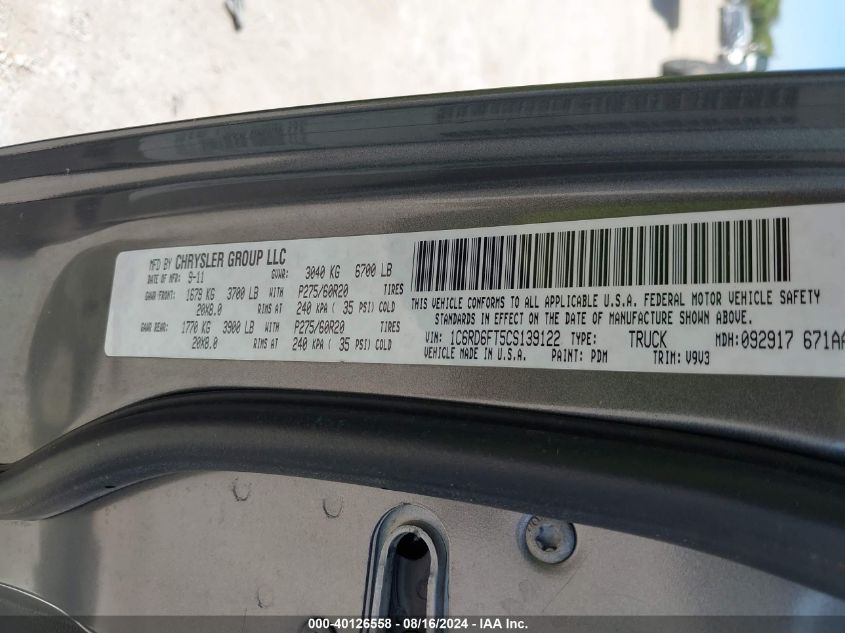 MFD BY CHRYSLER GROUP LLC
DATE OF MFR. 9-11 GVWR: 3040 KG 6700 LB
GAWR FRONT: 1679 KG 3700 LB WITH P275/60R20 TIRES
20X8.0 RIMS AT 240 KPA ( 35 PSI) COLD
GAWR REAR: 1770 KG 3900 LB WITH P275/60R20 TIRES
20X8.0 RIMS AT 240 KPA ( 35 PSI) COLD
THIS VEHICLE CONFORMS TO ALL APPLICABLE U.S.A. FEDERAL MOTOR VEHICLE SAFETY
STANDARDS IN EFFECT ON THE DATE OF MANUFACTURE SHOWN ABOVE.
VIN: 1C6RD6FT5CS139122 TYPE: TRUCK MDH: 092917 671AA
VEHICLE MADE IN U.S.A. PAINT: PDM TRIM: V9V3
000-40126558 - 08/16/2024 - IAA Inc.